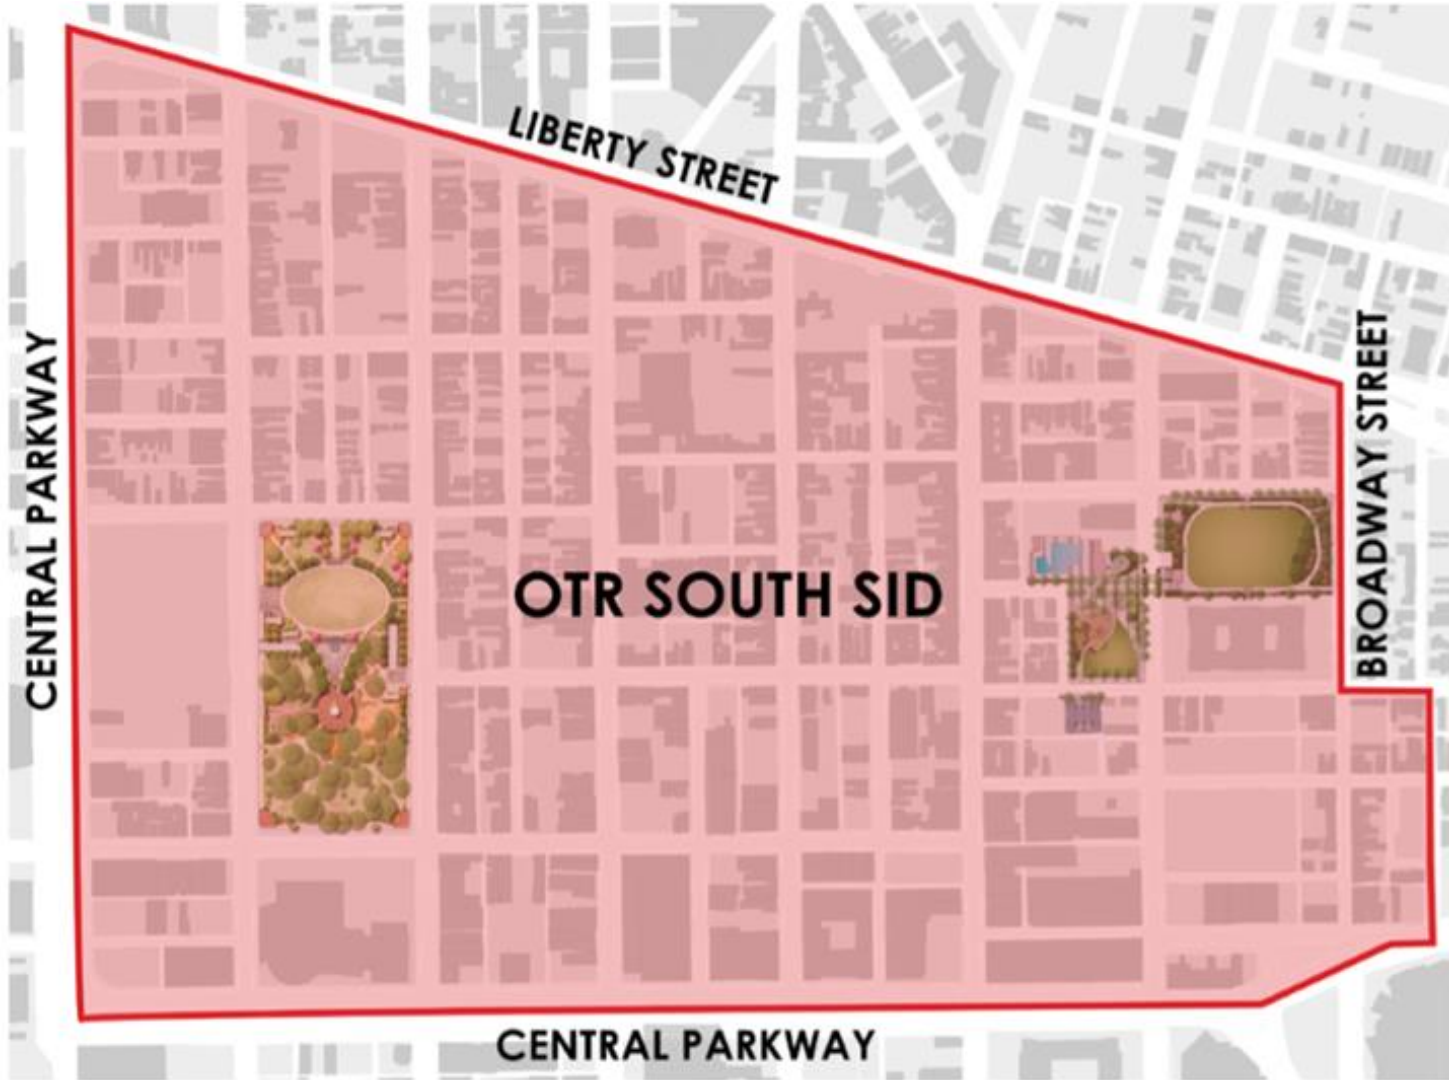 LIBERTY STREET
CENTRAL PARKWAY
BROADWAY STREET
OTR SOUTH SID
CENTRAL PARKWAY